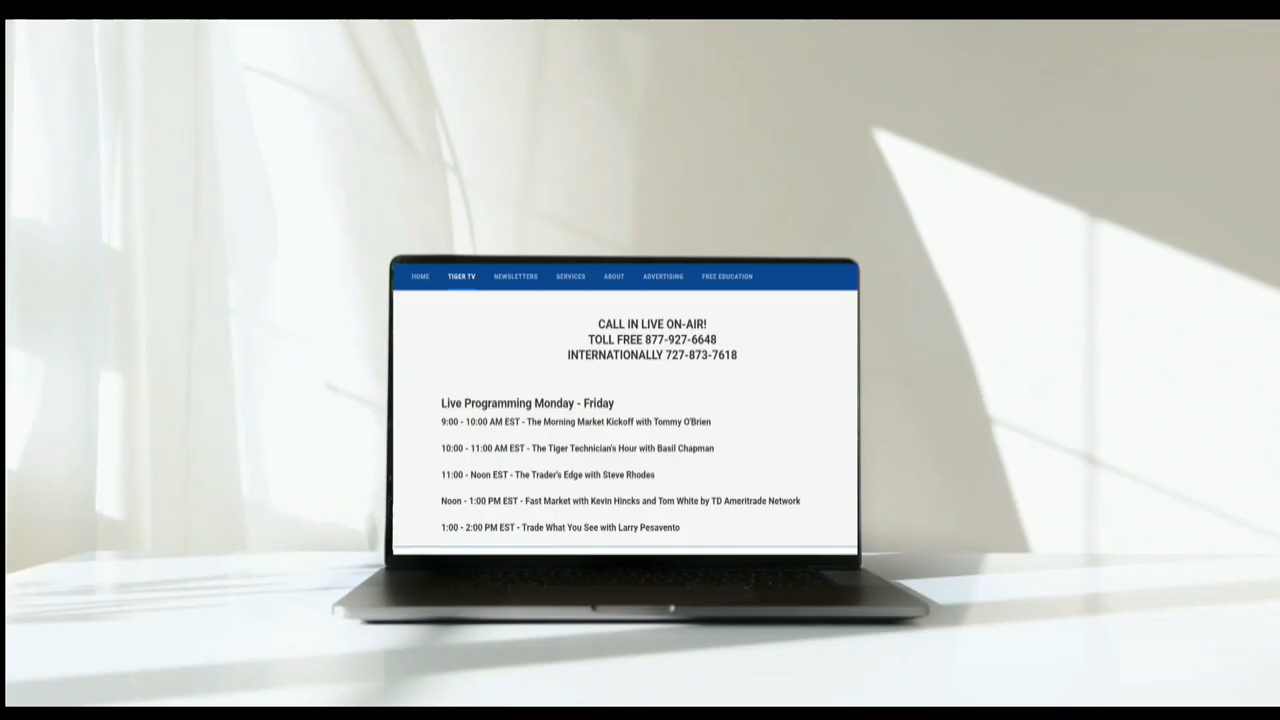 HOME TIGER TV NEWSLETTERS SERVICES ABOUT ADVERTISING FREE EDUCATION
CALL IN LIVE ON-AIR!
TOLL FREE 877-927-6648
INTERNATIONALLY 727-873-7618
Live Programming Monday - Friday
9:00 - 10:00 AM EST - The Morning Market Kickoff with Tommy O'Brien
10:00 - 11:00 AM EST - The Tiger Technician's Hour with Basil Chapman
11:00 - Noon EST - The Trader's Edge with Steve Rhodes
Noon - 1:00 PM EST - Fast Market with Kevin Hincks and Tom White by TD Ameritrade Network
1:00 - 2:00 PM EST - Trade What You See with Larry Pesavento